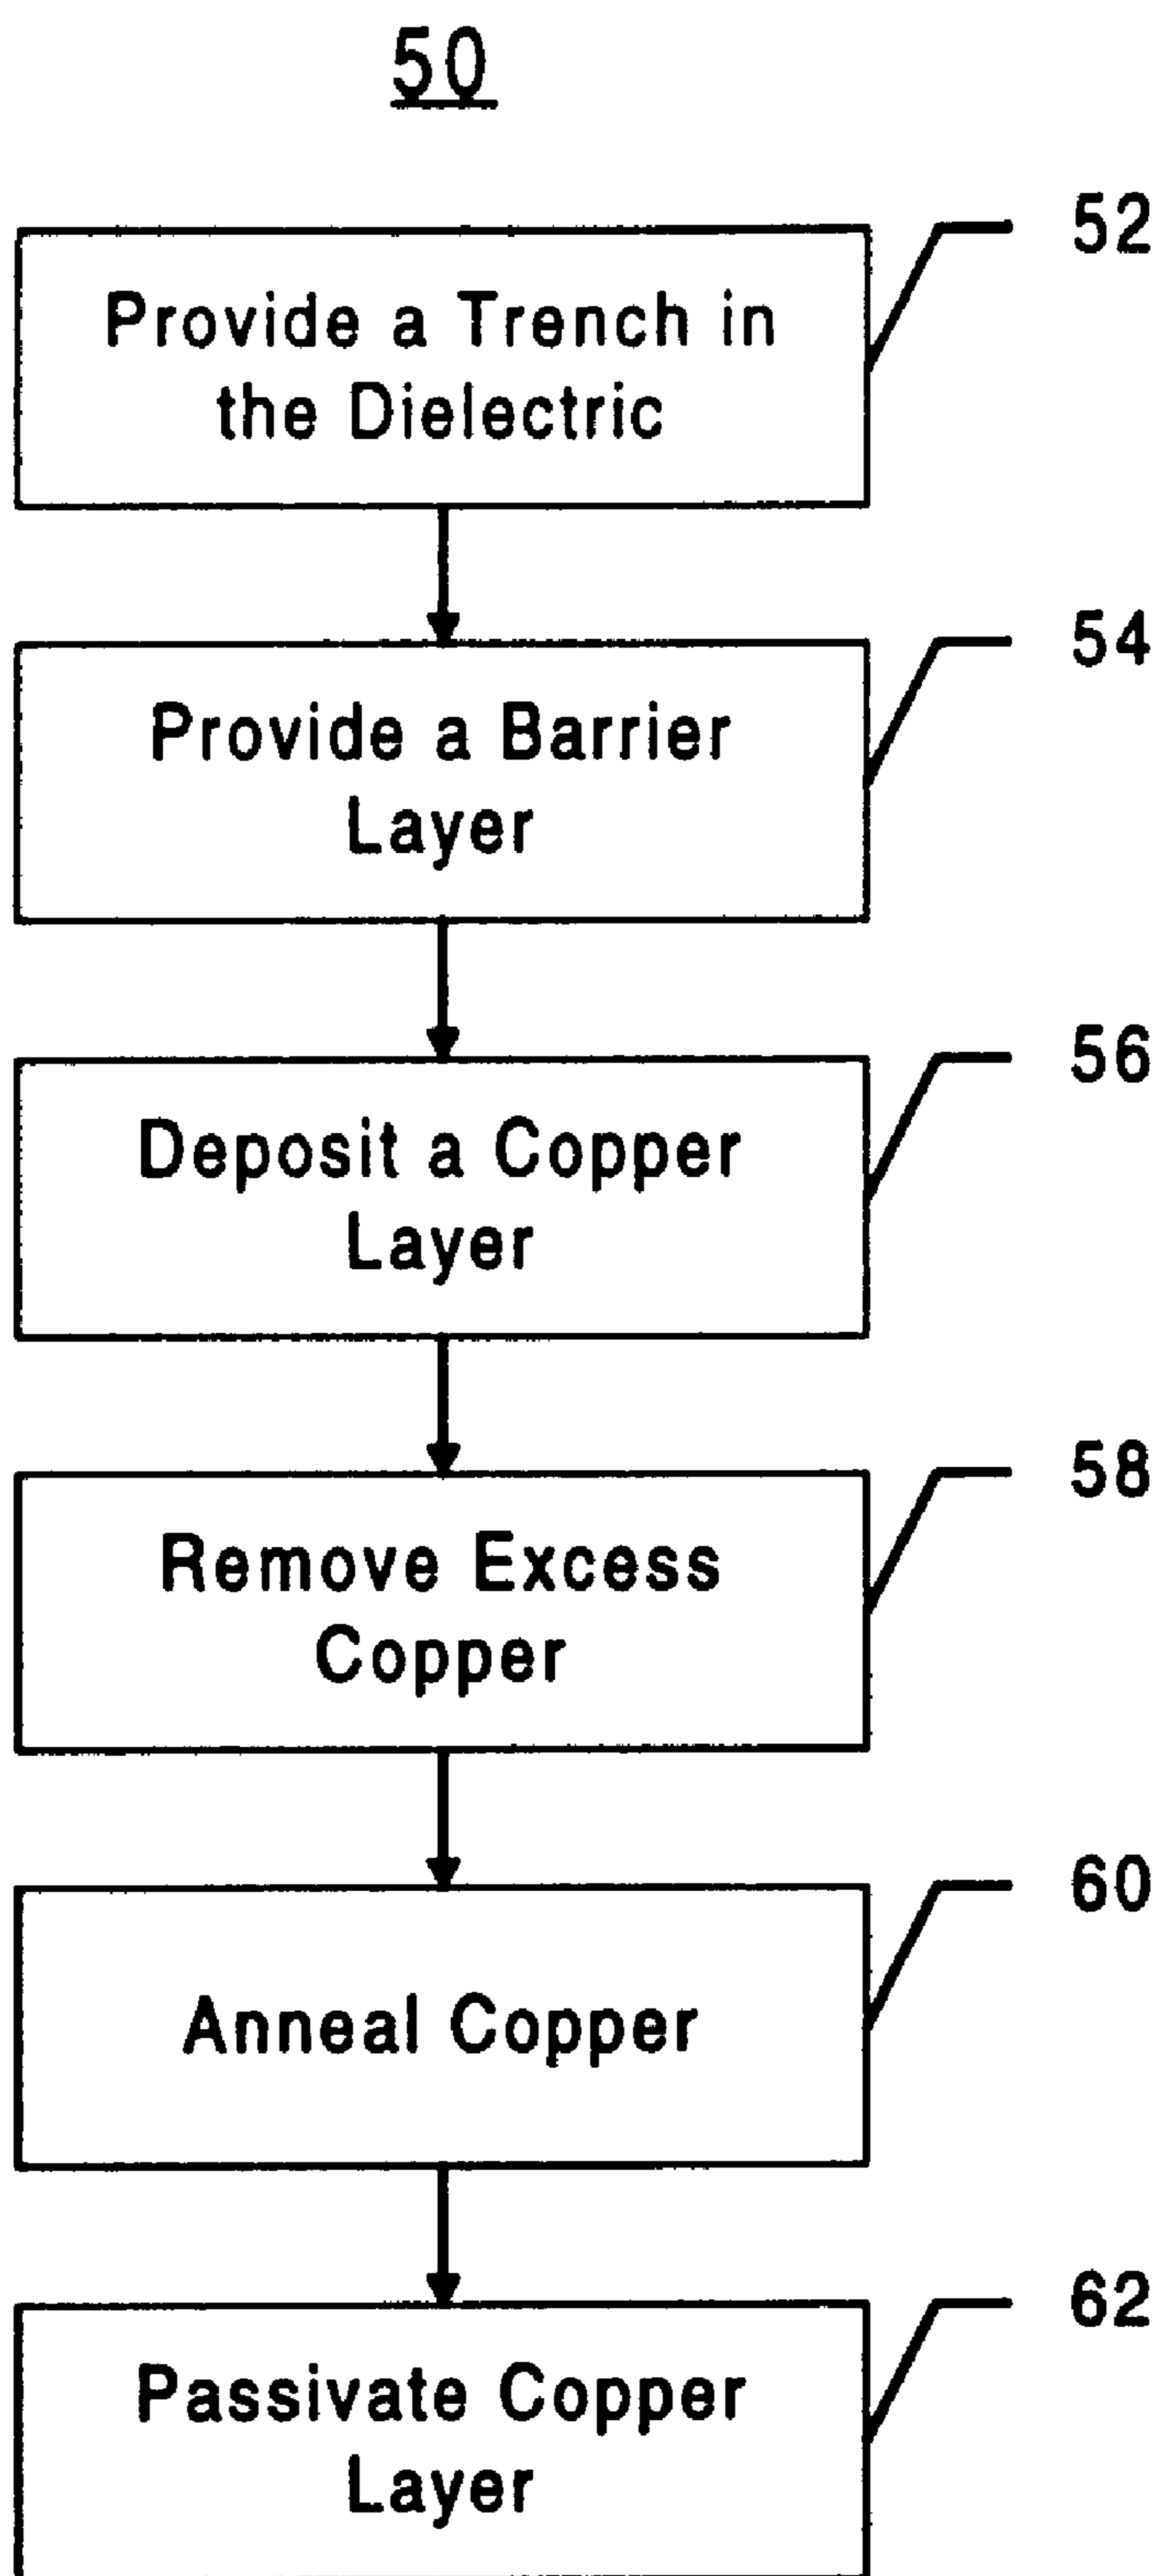 50
52
Provide a Trench in
the Dielectric
54
Provide a Barrier
Layer
56
Deposit a Copper
Layer
58
Remove Excess
Copper
60
Anneal Copper
62
Passivate Copper
Layer